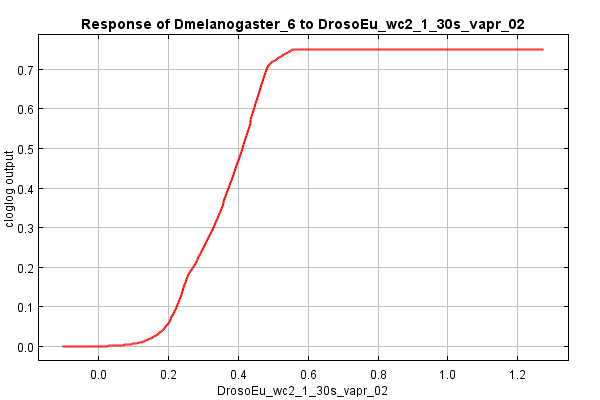 Response of Dmelanogaster_6 to DrosoEu_wc2_1_30s_vapr_02
cloglog output
0.7
0.6
0.5
0.4
0.3
0.2
0.1
0.0
0.0 0.2 0.4 0.6 0.8 1.0 1.2
DrosoEu_wc2_1_30s_vapr_02